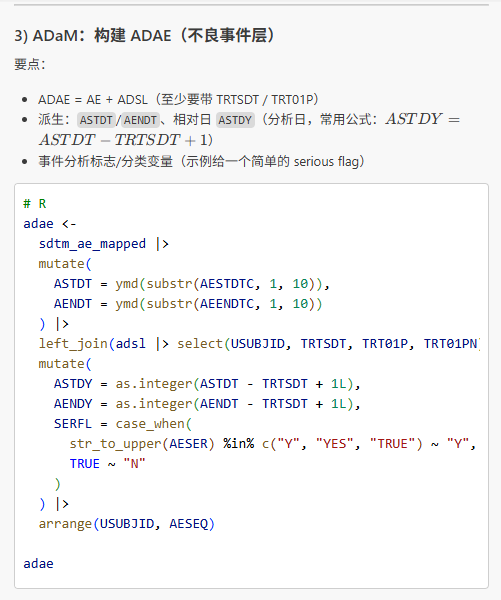 3) ADaM：构建 ADAE（不良事件层）
要点：
• ADAE = AE + ADSL（至少要带 TRTSDT / TRT01P）
• 派生：ASTDT/AENDT、相对日 ASTDY（分析日，常用公式：ASTDY =
ASTDT − TRTSDT + 1）
• 事件分析标志/分类变量（示例给一个简单的 serious flag）
# R
adae <-
  sdtm_ae_mapped |>
  mutate(
    ASTDT = ymd(substr(AESTDTC, 1, 10)),
    AENDT = ymd(substr(AEENDTC, 1, 10))
  ) |>
  left_join(adsl |> select(USUBJID, TRTSDT, TRT01P, TRT01PN)
  mutate(
    ASTDY = as.integer(ASTDT - TRTSDT + 1L),
    AENDY = as.integer(AENDT - TRTSDT + 1L),
    SERFL = case_when(
      str_to_upper(AESER) %in% c("Y", "YES", "TRUE") ~ "Y",
      TRUE ~ "N"
    )
  ) |>
  arrange(USUBJID, AESEQ)

adae